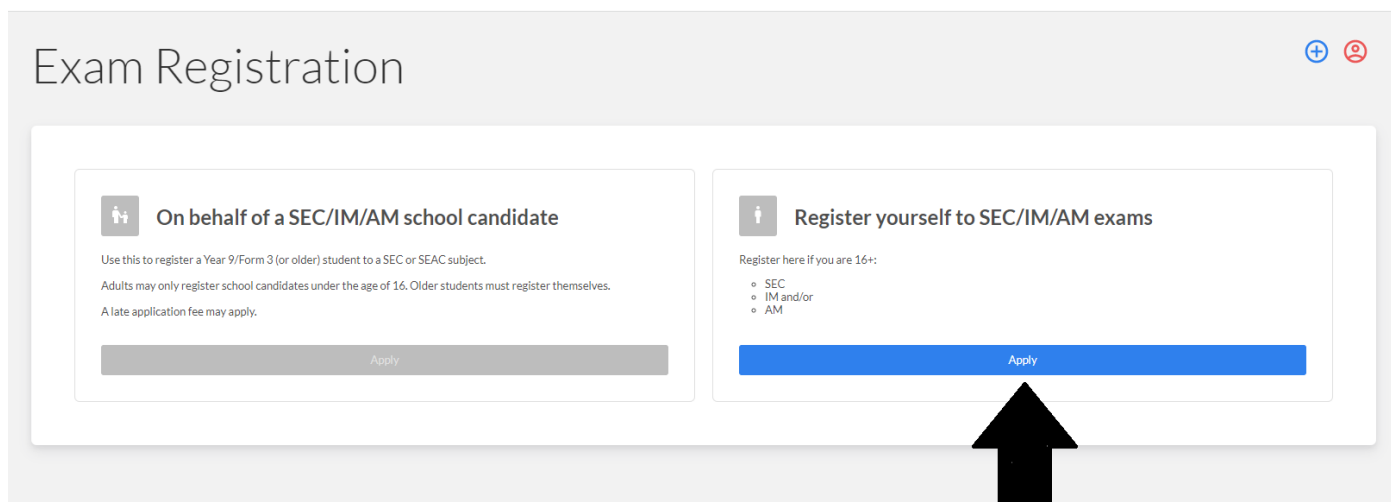 Exam Registration
On behalf of a SEC/IM/AM school candidate
Use this to register a Year 9/Form 3 (or older) student to a SEC or SEAC subject.
Adults may only register school candidates under the age of 16. Older students must register themselves.
A late application fee may apply.
Apply
Register yourself to SEC/IM/AM exams
Register here if you are 16+:
SEC
IM and/or
AM
Apply